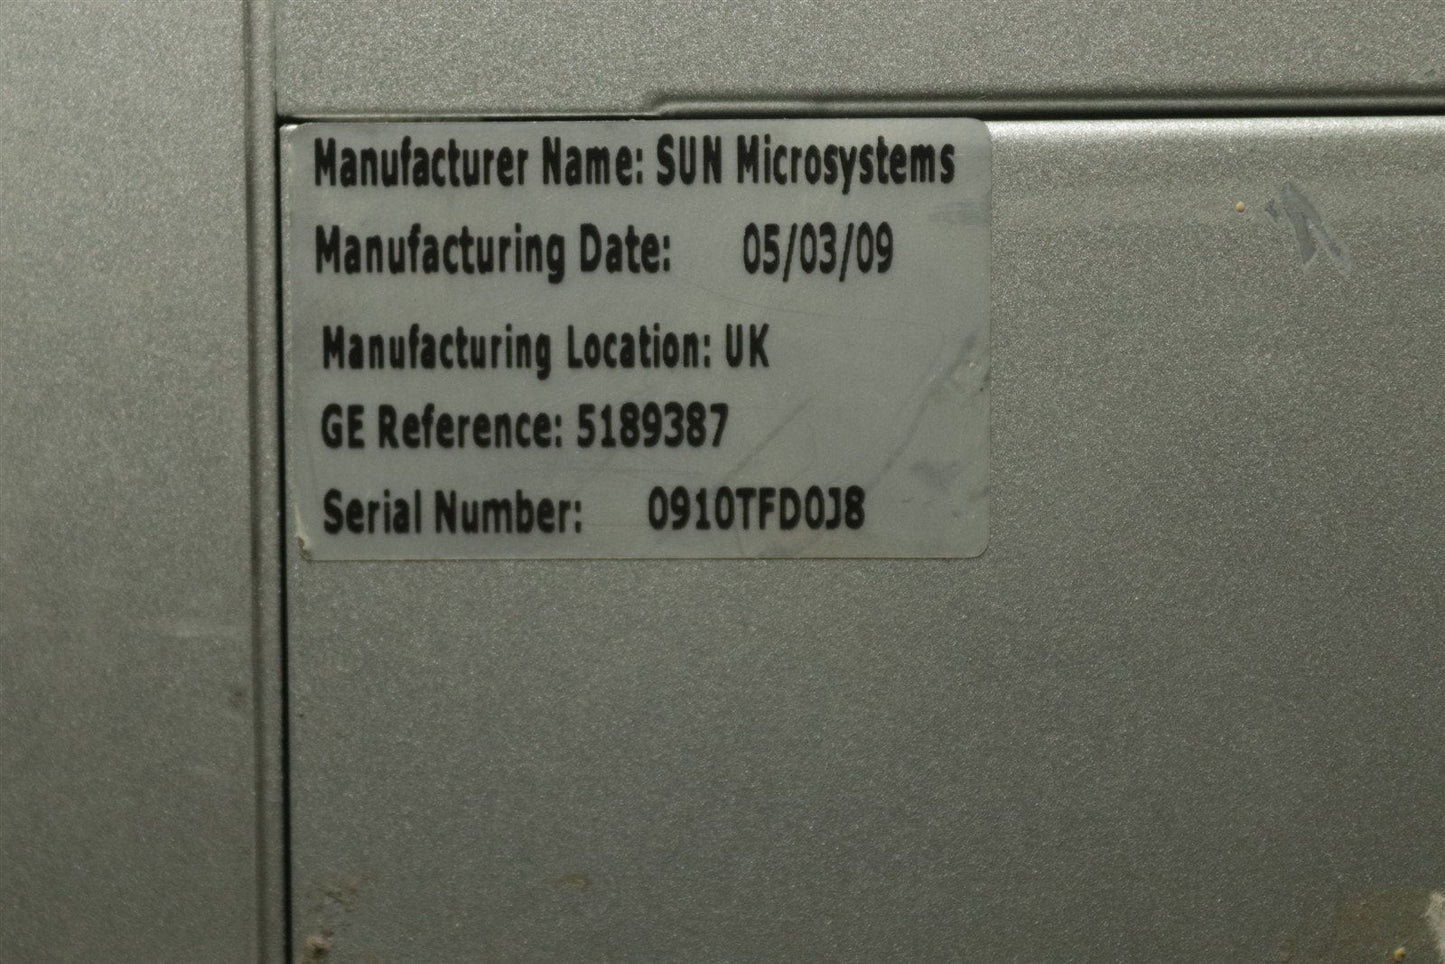 Manufacturer Name: SUN Microsystems
Manufacturing Date: 05/03/09
Manufacturing Location: UK
GE Reference: 5189387
Serial Number: 0910TFD0J8